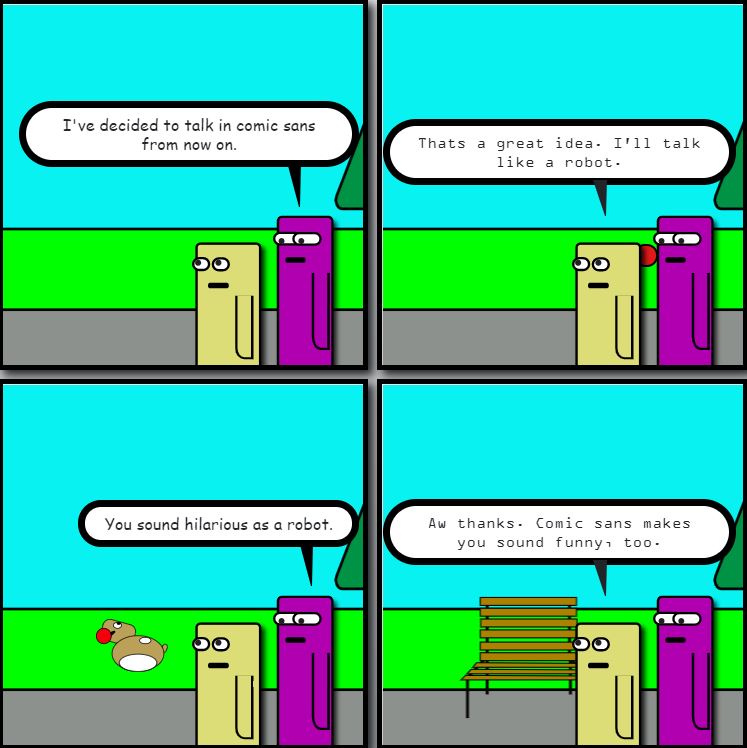 I've decided to talk in comic sans
from now on.
Thats a great idea. I'll talk
like a robot.
You sound hilarious as a robot.
Aw thanks. Comic sans makes
you sound funny, too.